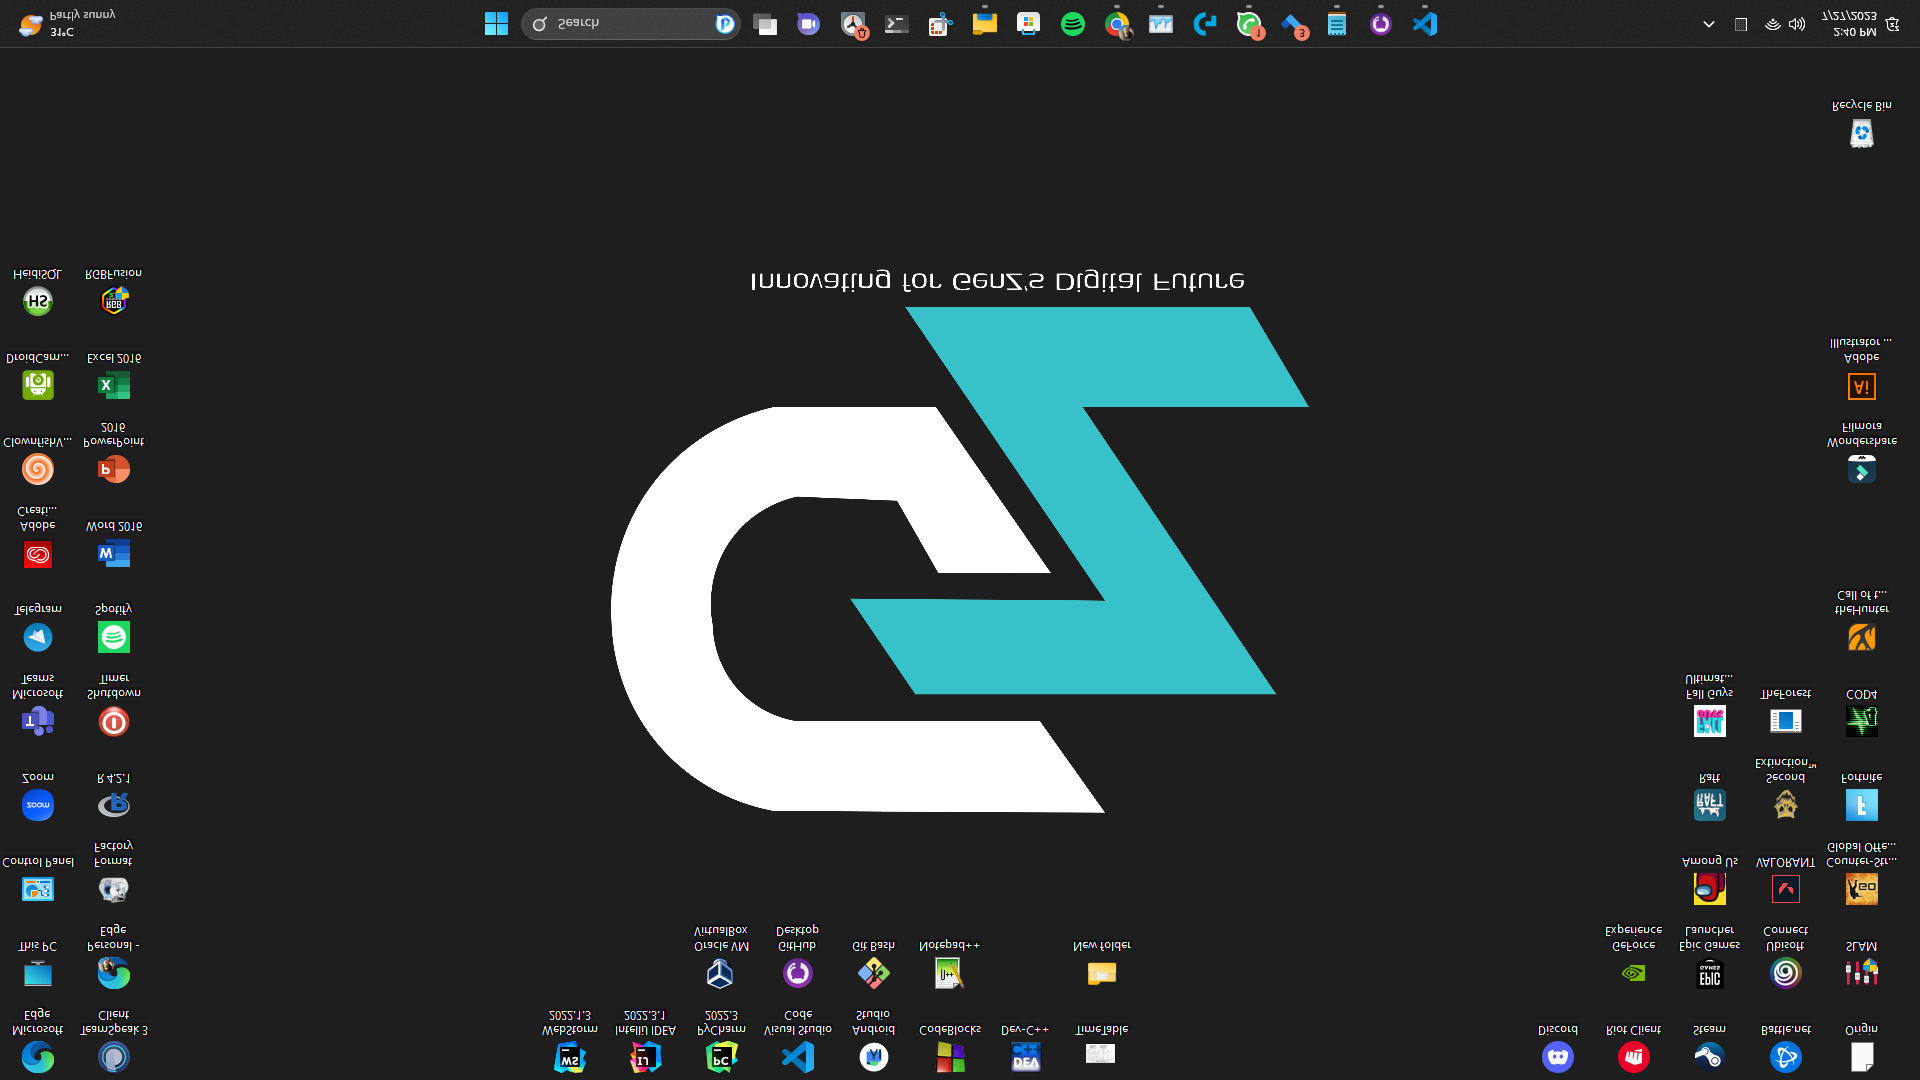 Microsoft
Edge
TeamSpeak 3
Client
WebStorm
2022.1.3
IntelliJ IDEA
2022.3.1
PyCharm
2022.3
Visual Studio
Code
Android
Studio
CodeBlocks
Dev-C++
TimeTable
Discord
Riot Client
Steam
Battle.net
Origin
This PC
Personal -
Edge
Oracle VM
VirtualBox
GitHub
Desktop
Git Bash
Notepad++
New folder
GeForce
Experience
Epic Games
Launcher
Ubisoft
Connect
SLAM
Control Panel
Format
Factory
Among Us
VALORANT
Counter-Str...
Global Offe...
Zoom
R 4.2.1
Raft
Second
Extinction™
Fortnite
Microsoft
Teams
Shutdown
Timer
Fall Guys
Ultimat...
TheForest
COD4
Telegram
Spotify
theHunter
Call of t...
Adobe
Creati...
Word 2016
ClownfishV...
PowerPoint
2016
Wondershare
Filmora
DroidCam...
Excel 2016
Adobe
Illustrator ...
HeidiSQL
RGBFusion
Innovating for GenZ's Digital Future
Recycle Bin
31°C
Partly sunny
Search
2:40 PM
7/27/2023